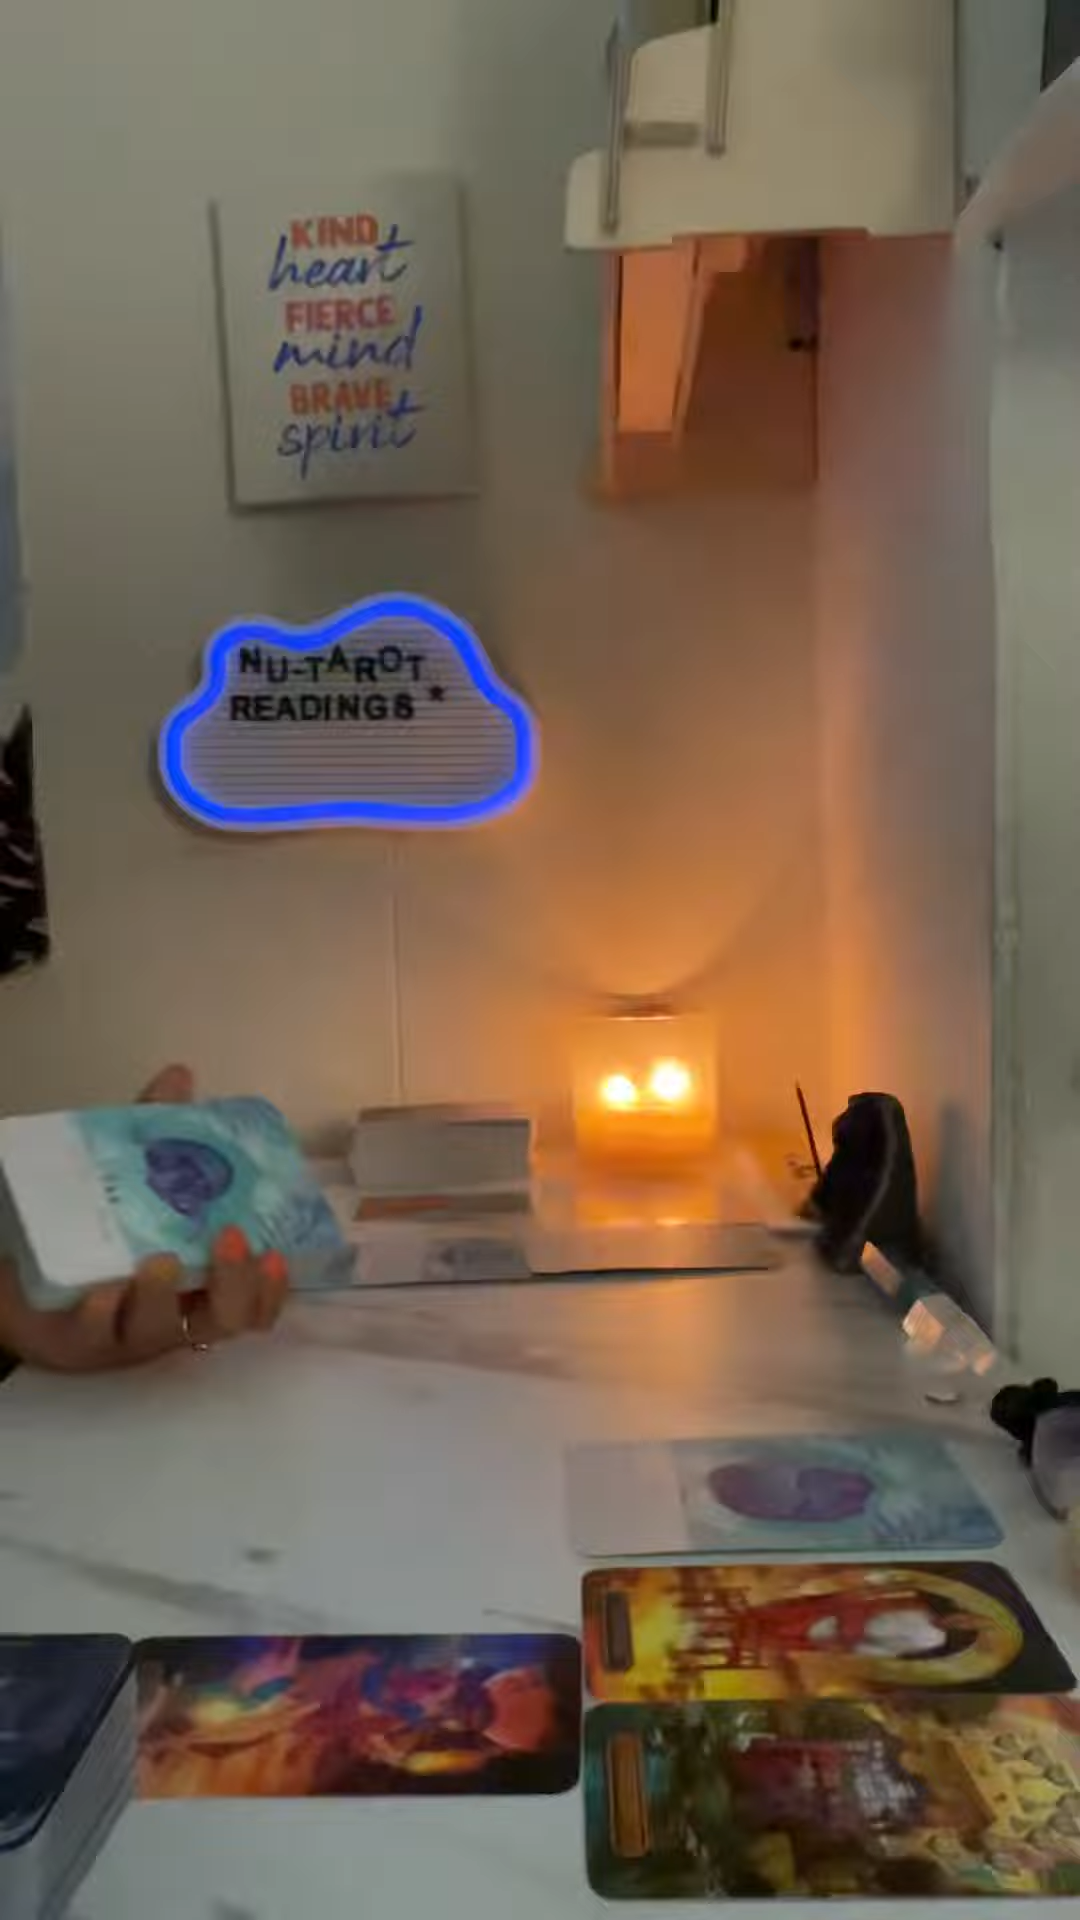 KIND
heart
FIERCE
mind
BRAVE
spirit
NU-TAROT
READINGS *